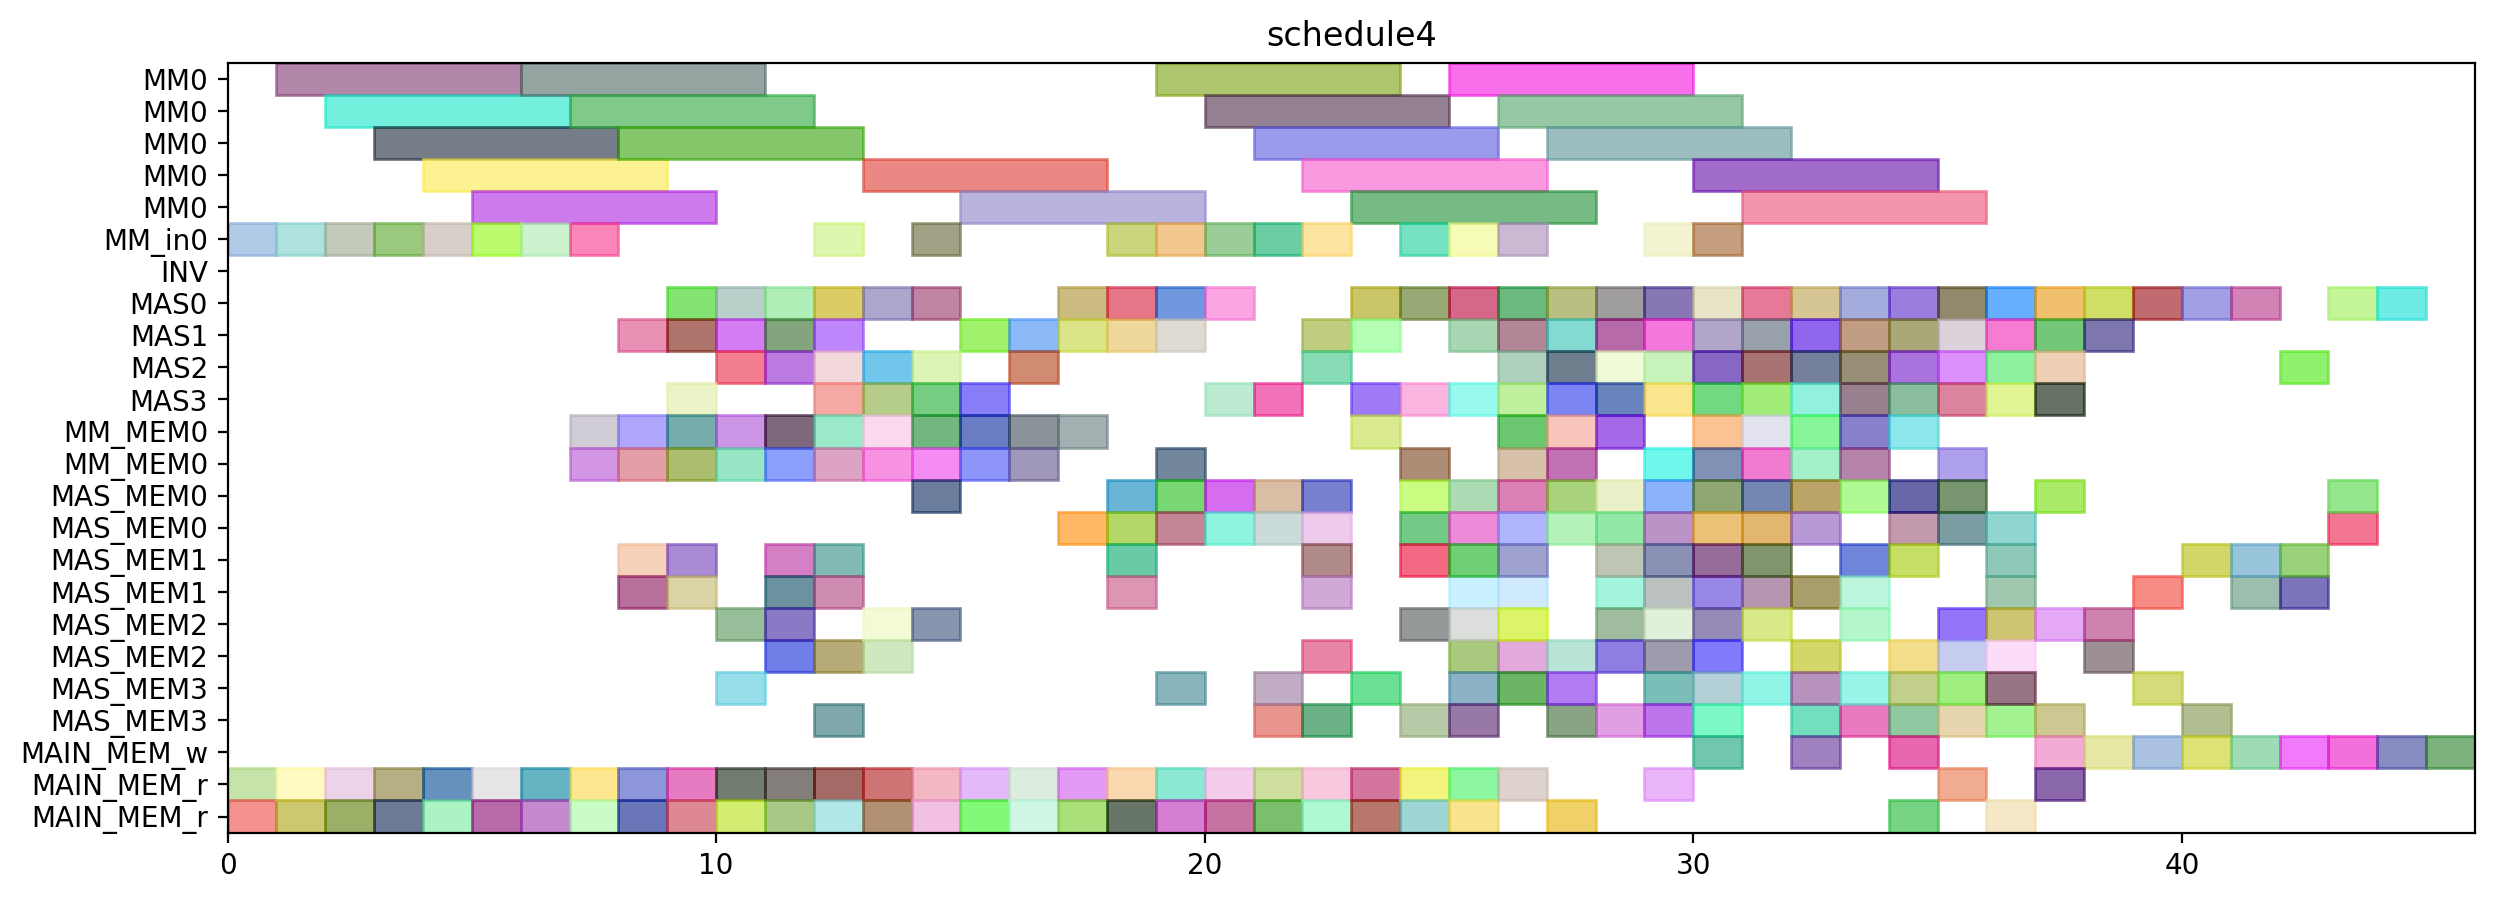 schedule4
MM0
MM0
MM0
MM0
MM0
MM_in0
INV
MAS0
MAS1
MAS2
MAS3
MM_MEM0
MM_MEM0
MAS_MEM0
MAS_MEM0
MAS_MEM1
MAS_MEM1
MAS_MEM2
MAS_MEM2
MAS_MEM3
MAS_MEM3
MAIN_MEM_w
MAIN_MEM_r
MAIN_MEM_r
0 10 20 30 40